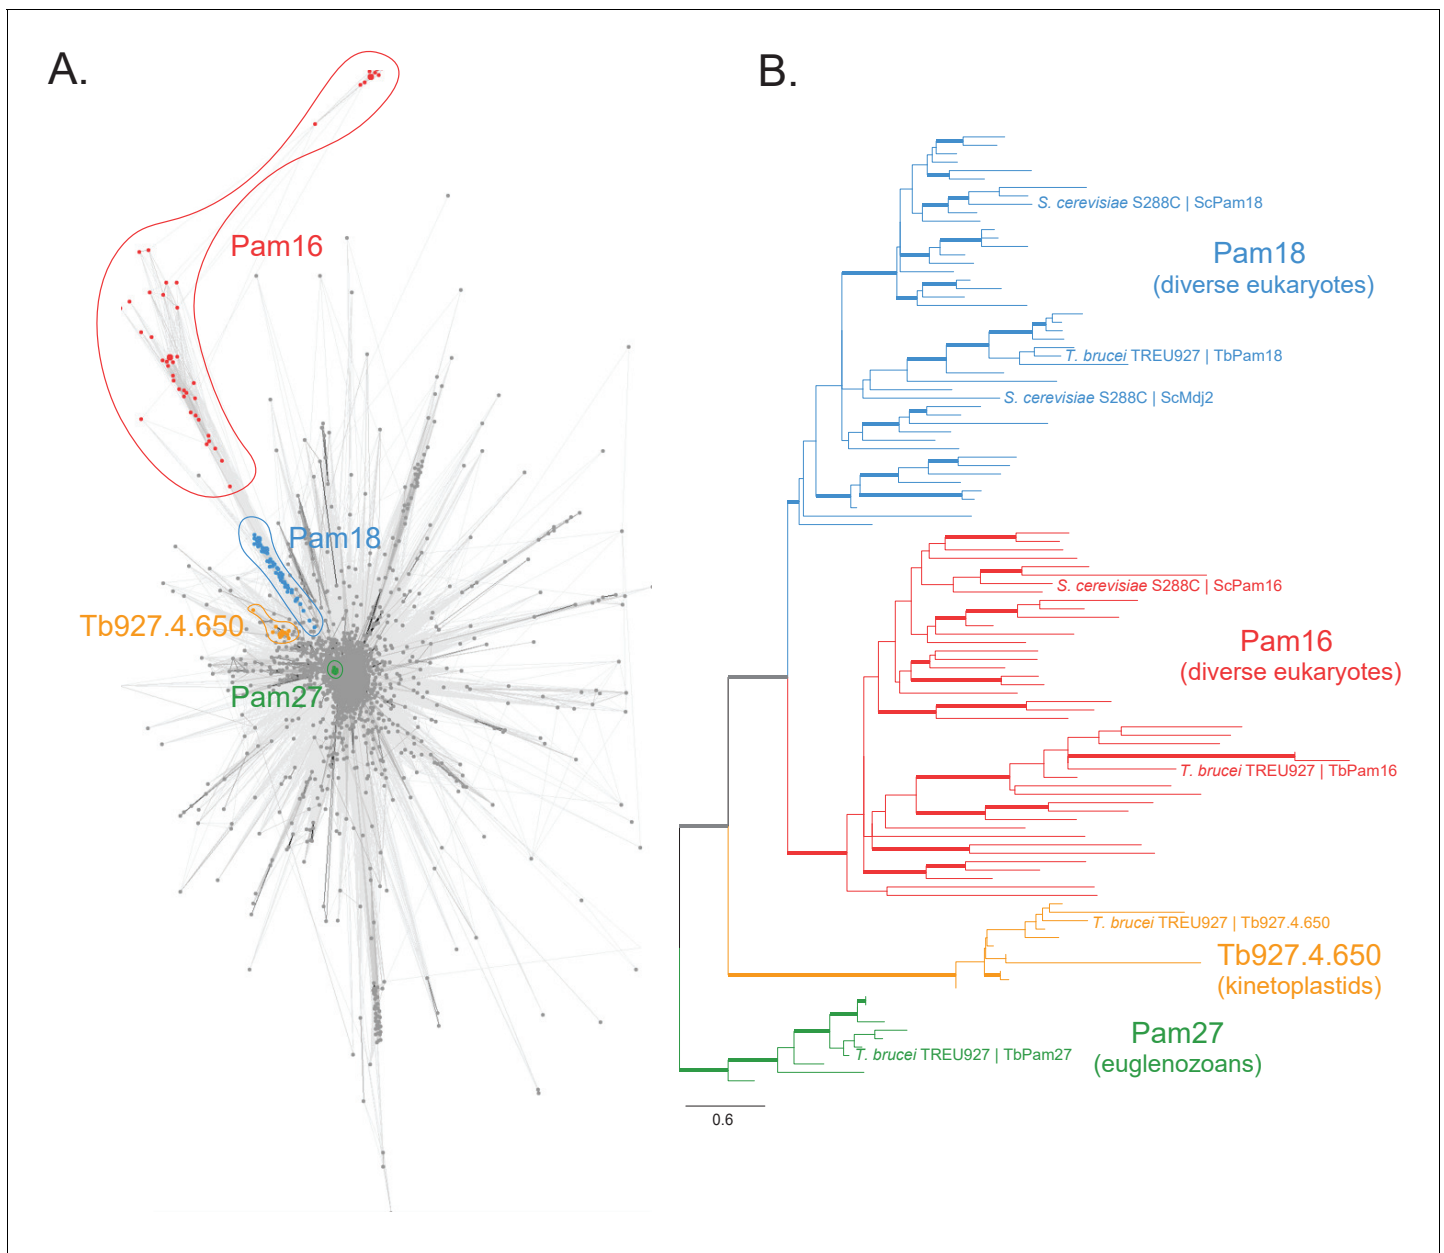 A.
Pam16
Pam18
Tb927.4.650
Pam27
B.
S. cerevisiae S288C | ScPam18
Pam18
(diverse eukaryotes)
T. brucei TREU927 | TbPam18
S. cerevisiae S288C | ScMdj2
S. cerevisiae S288C | ScPam16
Pam16
(diverse eukaryotes)
T. brucei TREU927 | TbPam16
T. brucei TREU927 | Tb927.4.650
Tb927.4.650
(kinetoplastids)
Pam27
T. brucei TREU927 | TbPam27
(euglenozoans)
0.6